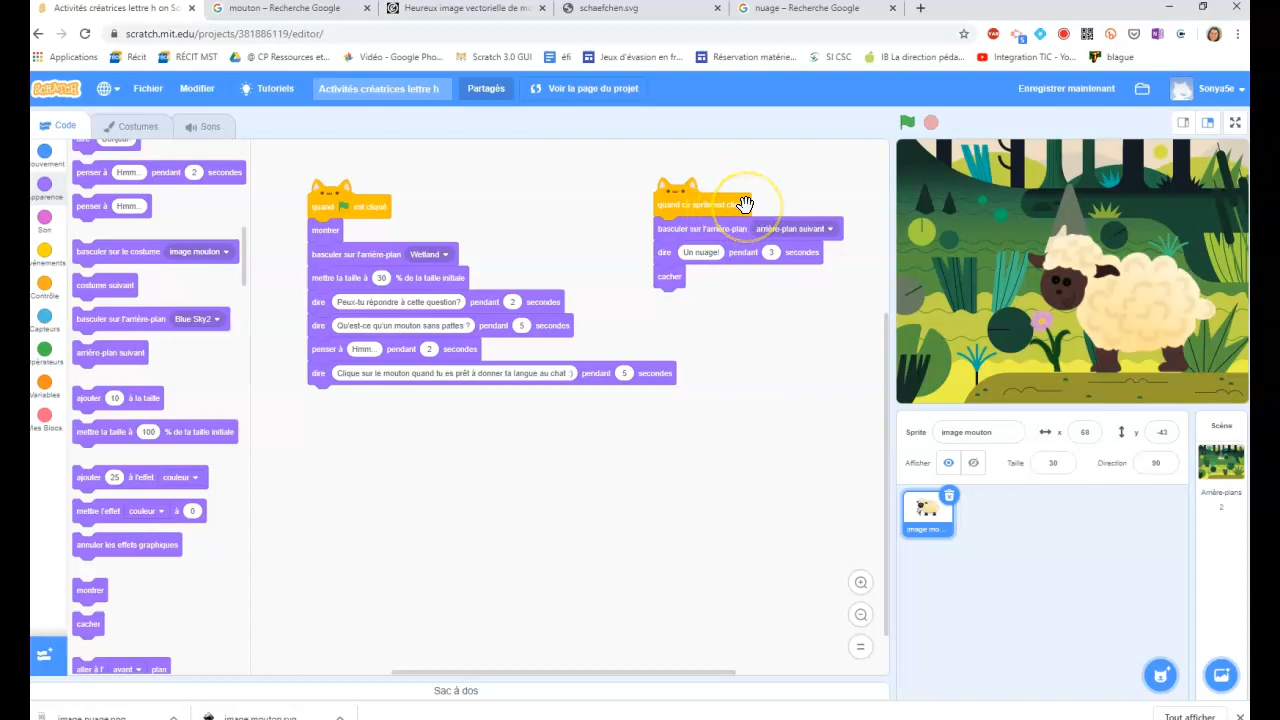 Activités créatrices lettre h on Sc
mouton – Recherche Google
Heureux image vectorielle de mo
schaefchen.svg
nuage – Recherche Google
scratch.mit.edu/projects/381886119/editor/
Applications
Récit
RÉCIT MST
@ CP Ressources et...
Vidéo - Google Pho...
Scratch 3.0 GUI
éfi
Jeux d'évasion en fr...
Réservation matérie...
SI CSC
IB La direction péda...
Integration TIC - Yo...
blague
SCRATCH
Fichier
Modifier
Tutoriels
Activités créatrices lettre h
Partagés
Voir la page du projet
Enregistrer maintenant
Sonya5e
Code
Costumes
Sons
ouvement
pparence
Son
vénements
Contrôle
Capteurs
pérateurs
Variables
Mes Blocs
penser à Hmm.. pendant 2 secondes
penser à Hmm..
basculer sur le costume image mouton
costume suivant
basculer sur l'arrière-plan Blue Sky2
arrière-plan suivant
ajouter 10 à la taille
mettre la taille à 100 % de la taille initiale
ajouter 25 à l'effet couleur
mettre l'effet couleur à 0
annuler les effets graphiques
montrer
cacher
aller à l' avant plan
quand est cliqué
montrer
basculer sur l'arrière-plan Wetland
mettre la taille à 30 % de la taille initiale
dire Peux-tu répondre à cette question? pendant 2 secondes
dire Qu'est-ce qu'un mouton sans pattes ? pendant 5 secondes
penser à Hmm... pendant 2 secondes
dire Clique sur le mouton quand tu es prêt à donner ta langue au chat :) pendant 5 secondes
quand ce sprite est
basculer sur l'arrière-plan arrière-plan suivant
dire Un nuage! pendant 3 secondes
cacher
Sprite image mouton x 68 y -43
Afficher Taille 30 Direction 90
image mo...
Scène
Arrière-plans
2
Sac à dos
image nuage.png
image mouton.svg
Tout afficher